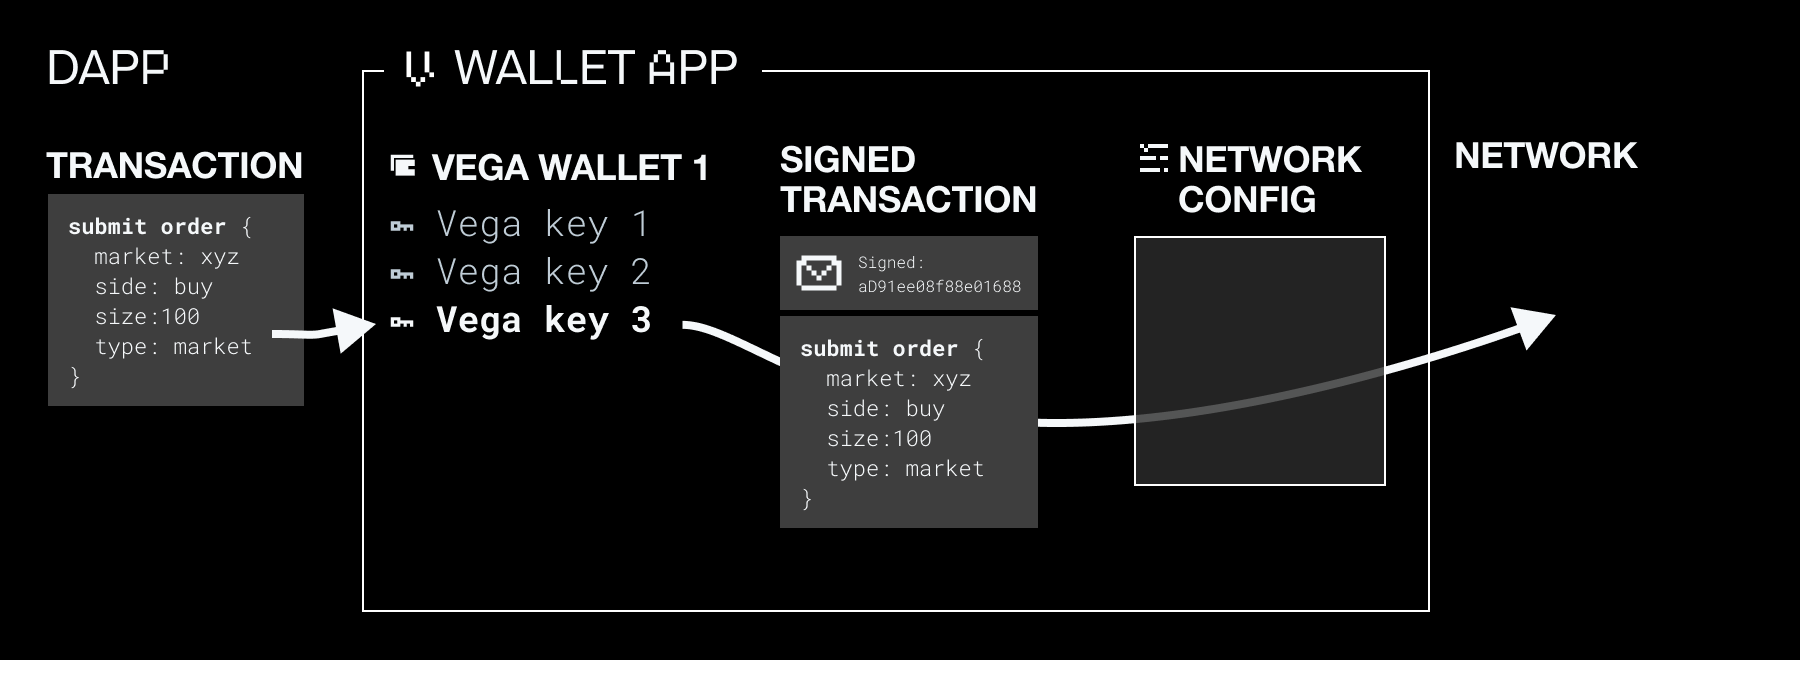 DAPP
V WALLET APP
TRANSACTION
submit order {
market: xyz
side: buy
size:100
type: market
}
VEGA WALLET 1
Vega key 1
Vega key 2
Vega key 3
SIGNED
TRANSACTION
Signed:
aD91ee08f88e01688
submit order {
market: xyz
side: buy
size:100
type: market
}
NETWORK
CONFIG
NETWORK